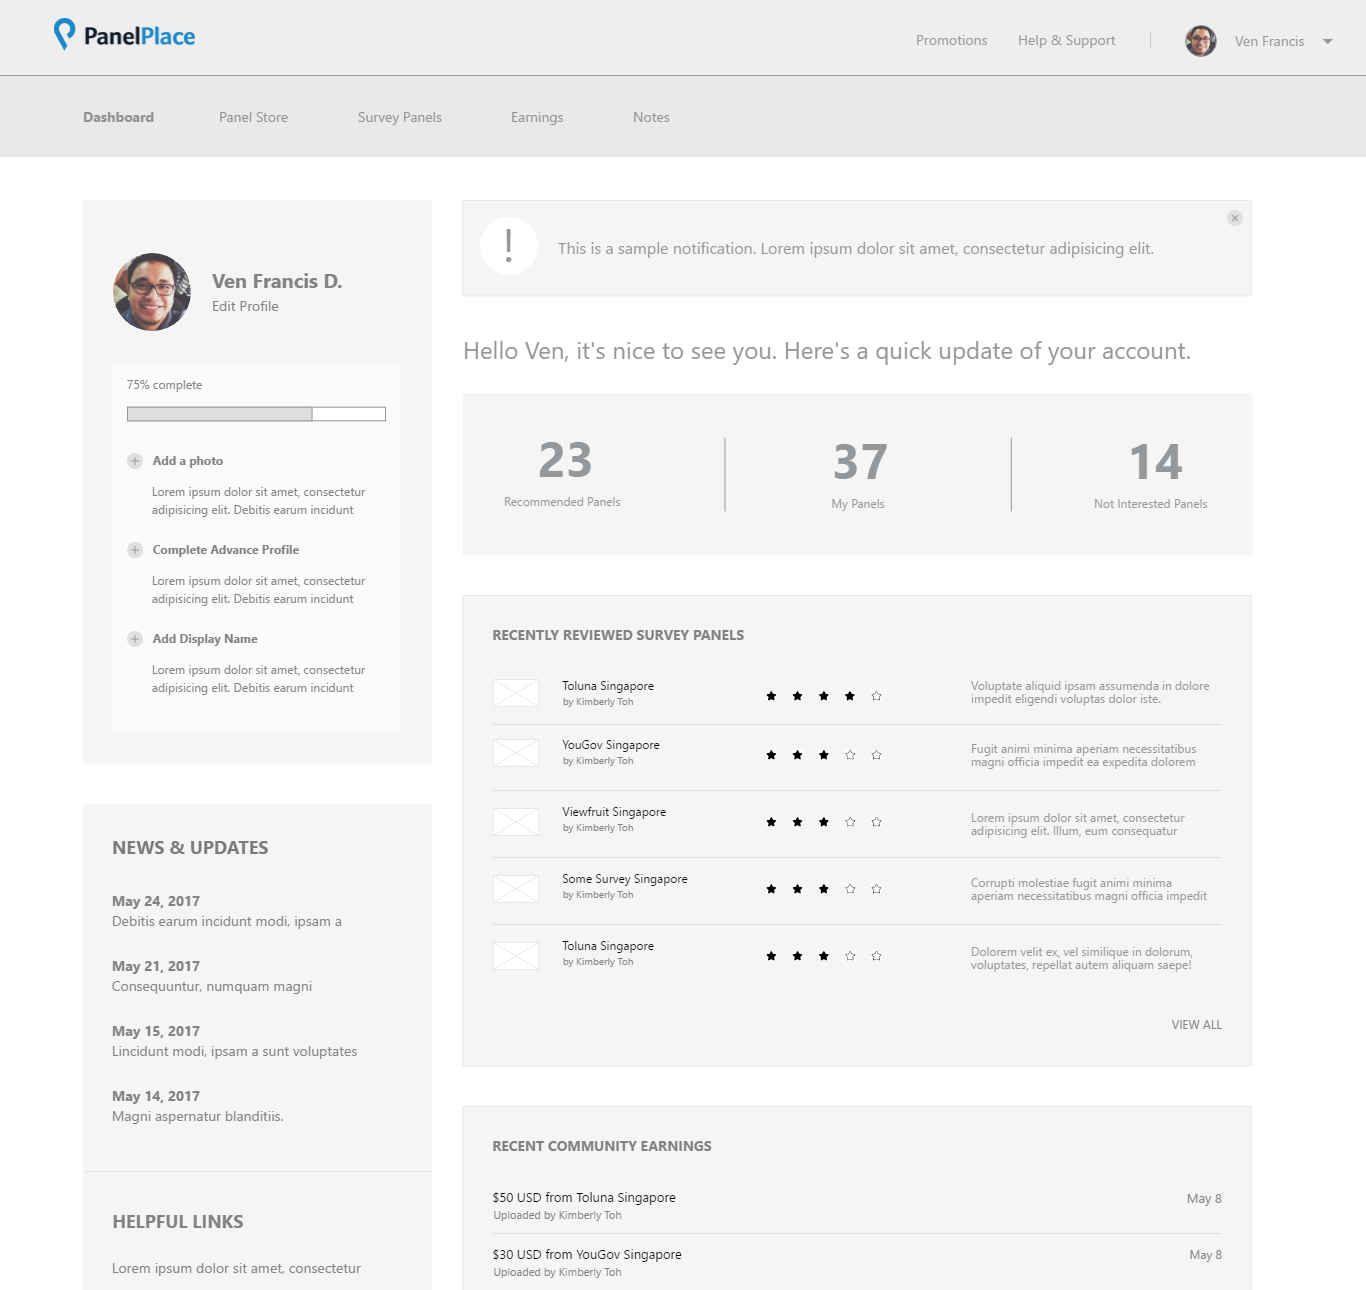 PanelPlace
Promotions
Help & Support
Ven Francis
Dashboard
Panel Store
Survey Panels
Earnings
Notes
Ven Francis D.
Edit Profile
75% complete
Add a photo
Lorem ipsum dolor sit amet, consectetur
adipisicing elit. Debitis earum incidunt
Complete Advance Profile
Lorem ipsum dolor sit amet, consectetur
adipisicing elit. Debitis earum incidunt
Add Display Name
Lorem ipsum dolor sit amet, consectetur
adipisicing elit. Debitis earum incidunt
NEWS & UPDATES
May 24, 2017
Debitis earum incidunt modi, ipsam a
May 21, 2017
Consequuntur, numquam magni
May 15, 2017
Lincidunt modi, ipsam a sunt voluptates
May 14, 2017
Magni aspernatur blanditiis.
HELPFUL LINKS
Lorem ipsum dolor sit amet, consectetur
!
This is a sample notification. Lorem ipsum dolor sit amet, consectetur adipisicing elit.
Hello Ven, it's nice to see you. Here's a quick update of your account.
23
Recommended Panels
37
My Panels
14
Not Interested Panels
RECENTLY REVIEWED SURVEY PANELS
Toluna Singapore
by Kimberly Toh
Voluptate aliquid ipsam assumenda in dolore
impedit eligendi voluptas dolor iste.
YouGov Singapore
by Kimberly Toh
Fugit animi minima aperiam necessitatibus
magni officia impedit ea expedita dolorem
Viewfruit Singapore
by Kimberly Toh
Lorem ipsum dolor sit amet, consectetur
adipisicing elit. Illum, eum consequatur
Some Survey Singapore
by Kimberly Toh
Corrupti molestiae fugit animi minima
aperiam necessitatibus magni officia impedit
Toluna Singapore
by Kimberly Toh
Dolorem velit ex, vel similique in dolorum,
voluptates, repellat autem aliquam saepe!
VIEW ALL
RECENT COMMUNITY EARNINGS
$50 USD from Toluna Singapore
May 8
Uploaded by Kimberly Toh
$30 USD from YouGov Singapore
May 8
Uploaded by Kimberly Toh